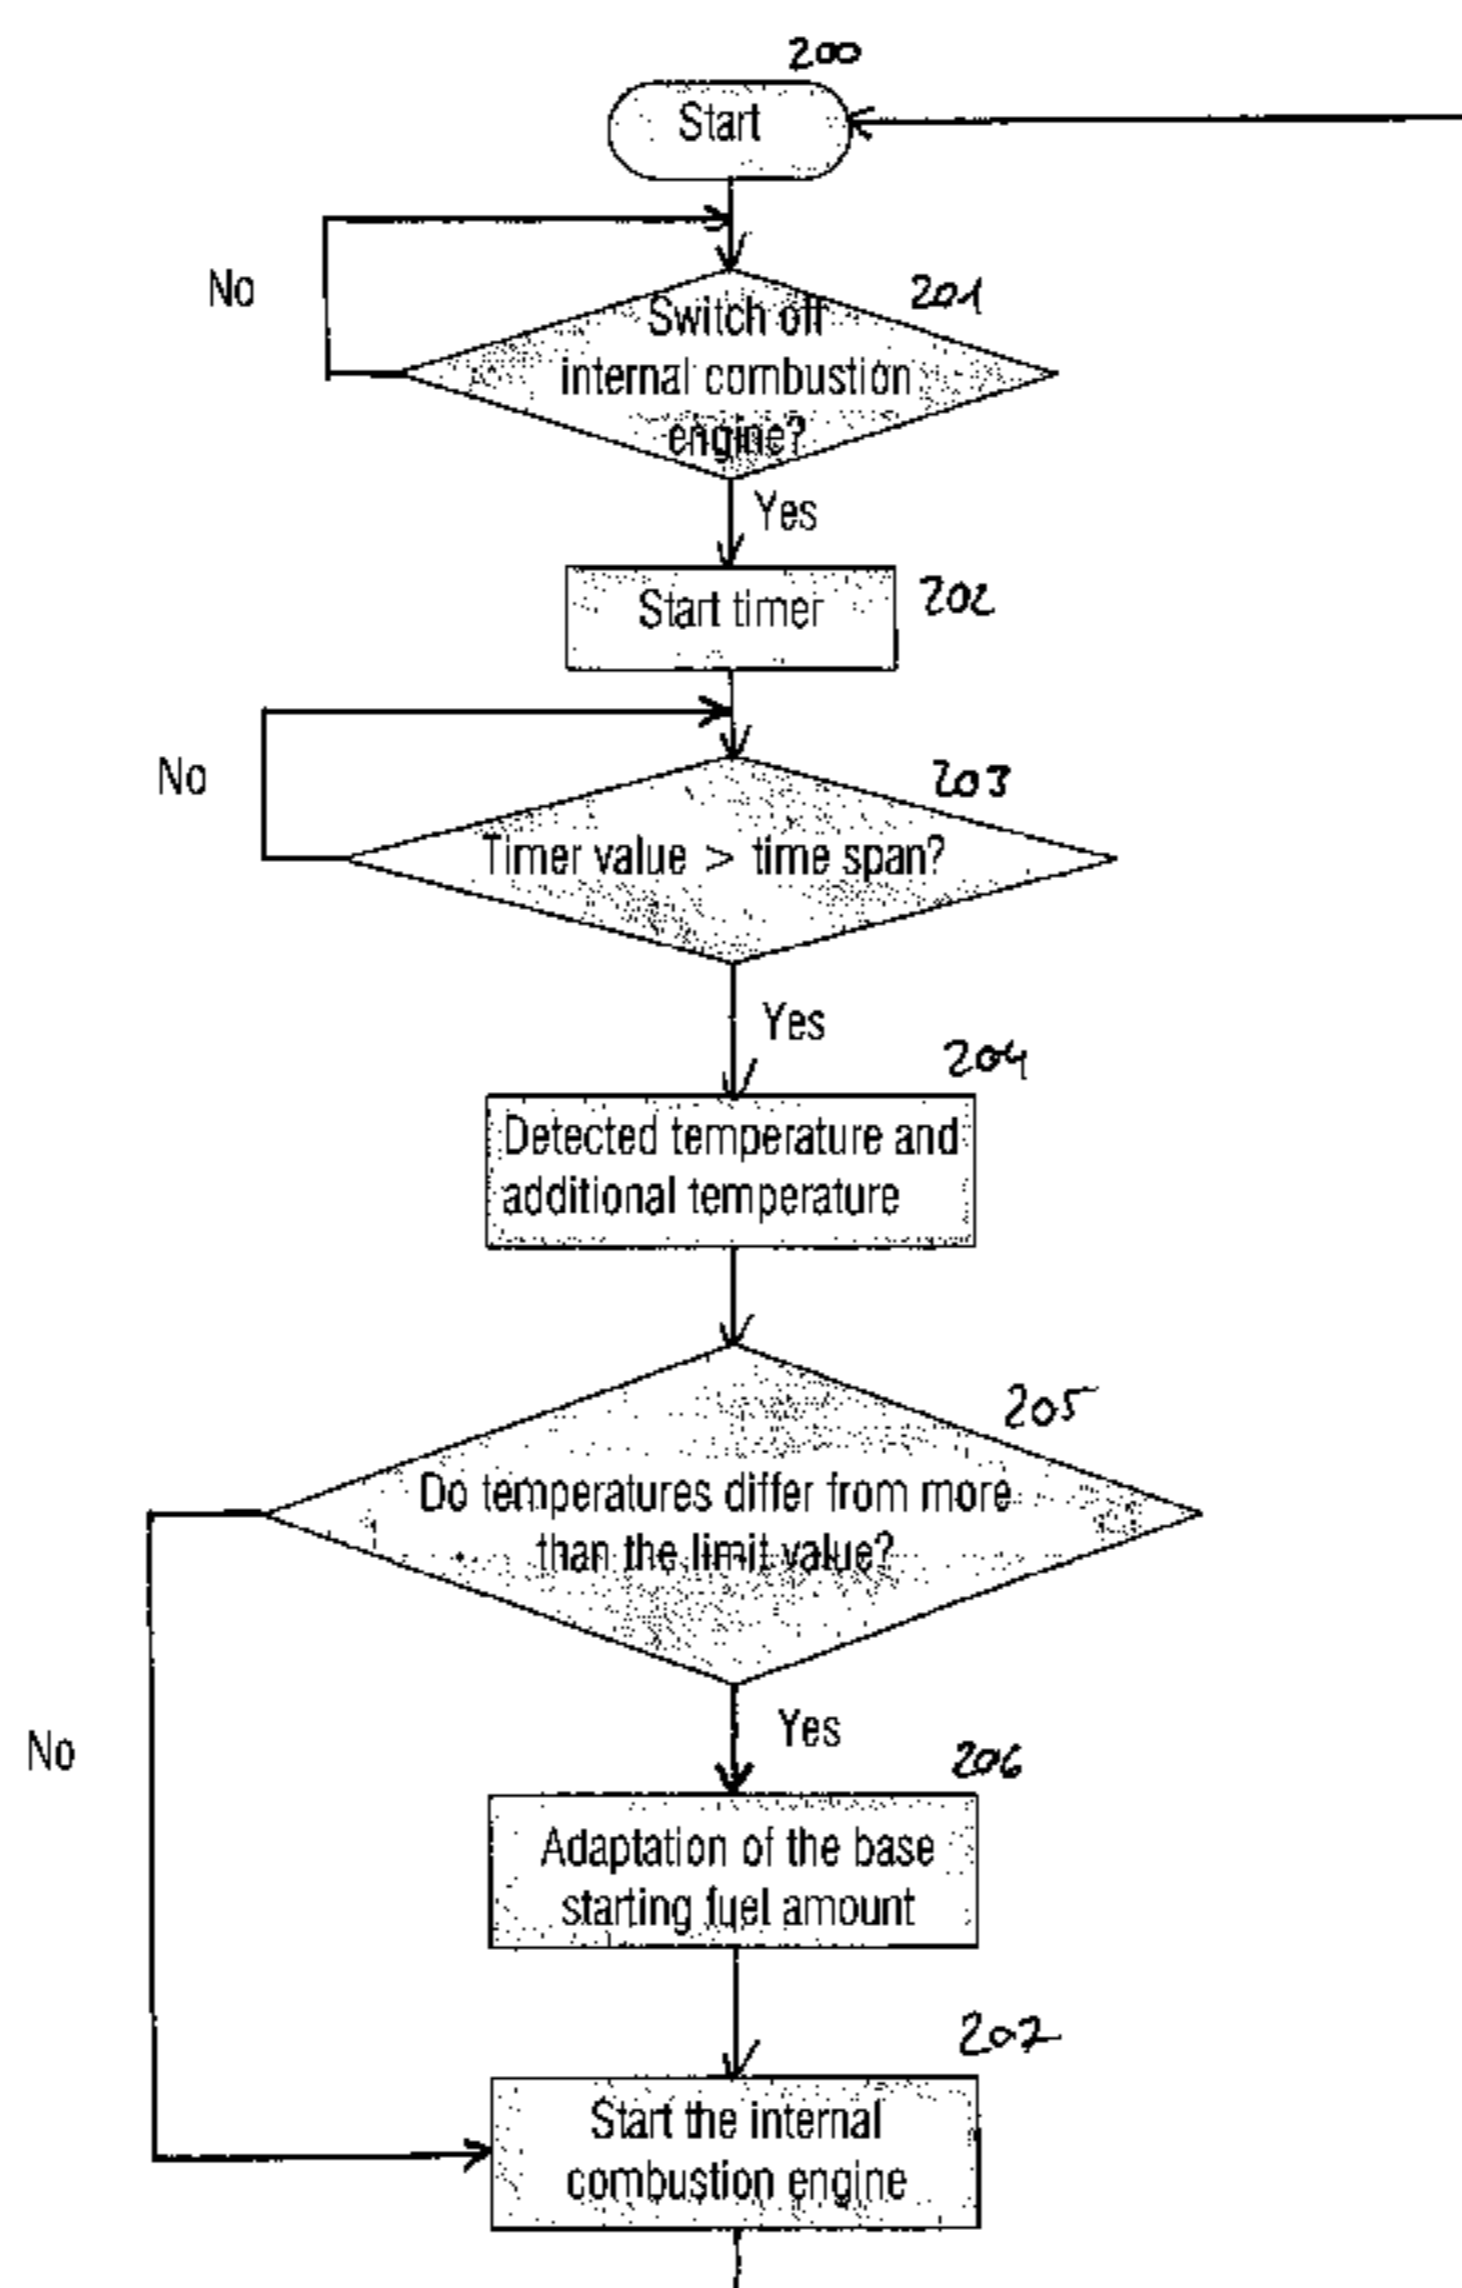 200
Start
No
201
Switch off
internal combustion
engine?
Yes
Start timer
202
No
203
Timer value > time span?
Yes
204
Detected temperature and
additional temperature
205
Do temperatures differ from more
than the limit value?
No
Yes
206
Adaptation of the base
starting fuel amount
207
Start the internal
combustion engine